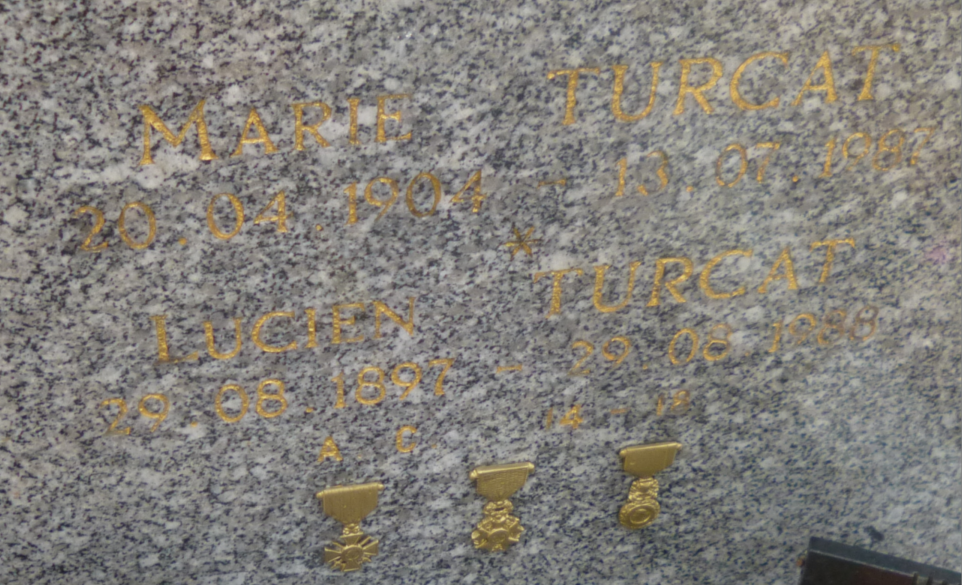 MARIE TURCAT
20.04.1904 - 13.07.1987
*
LUCIEN TURCAT
29.08.1897 - 29.08.1988
A.C. 14-18